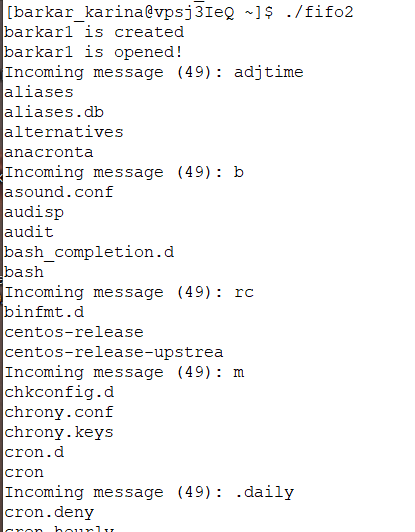 [barkar_karina@vpsj3IeQ ~]$ ./fifo2
barkar1 is created
barkar1 is opened!
Incoming message (49): adjtime
aliases
aliases.db
alternatives
anacronta
Incoming message (49): b
asound.conf
audisp
audit
bash_completion.d
bash
Incoming message (49): rc
binfmt.d
centos-release
centos-release-upstrea
Incoming message (49): m
chkconfig.d
chrony.conf
chrony.keys
cron.d
cron
Incoming message (49): .daily
cron.deny
cron.hourly